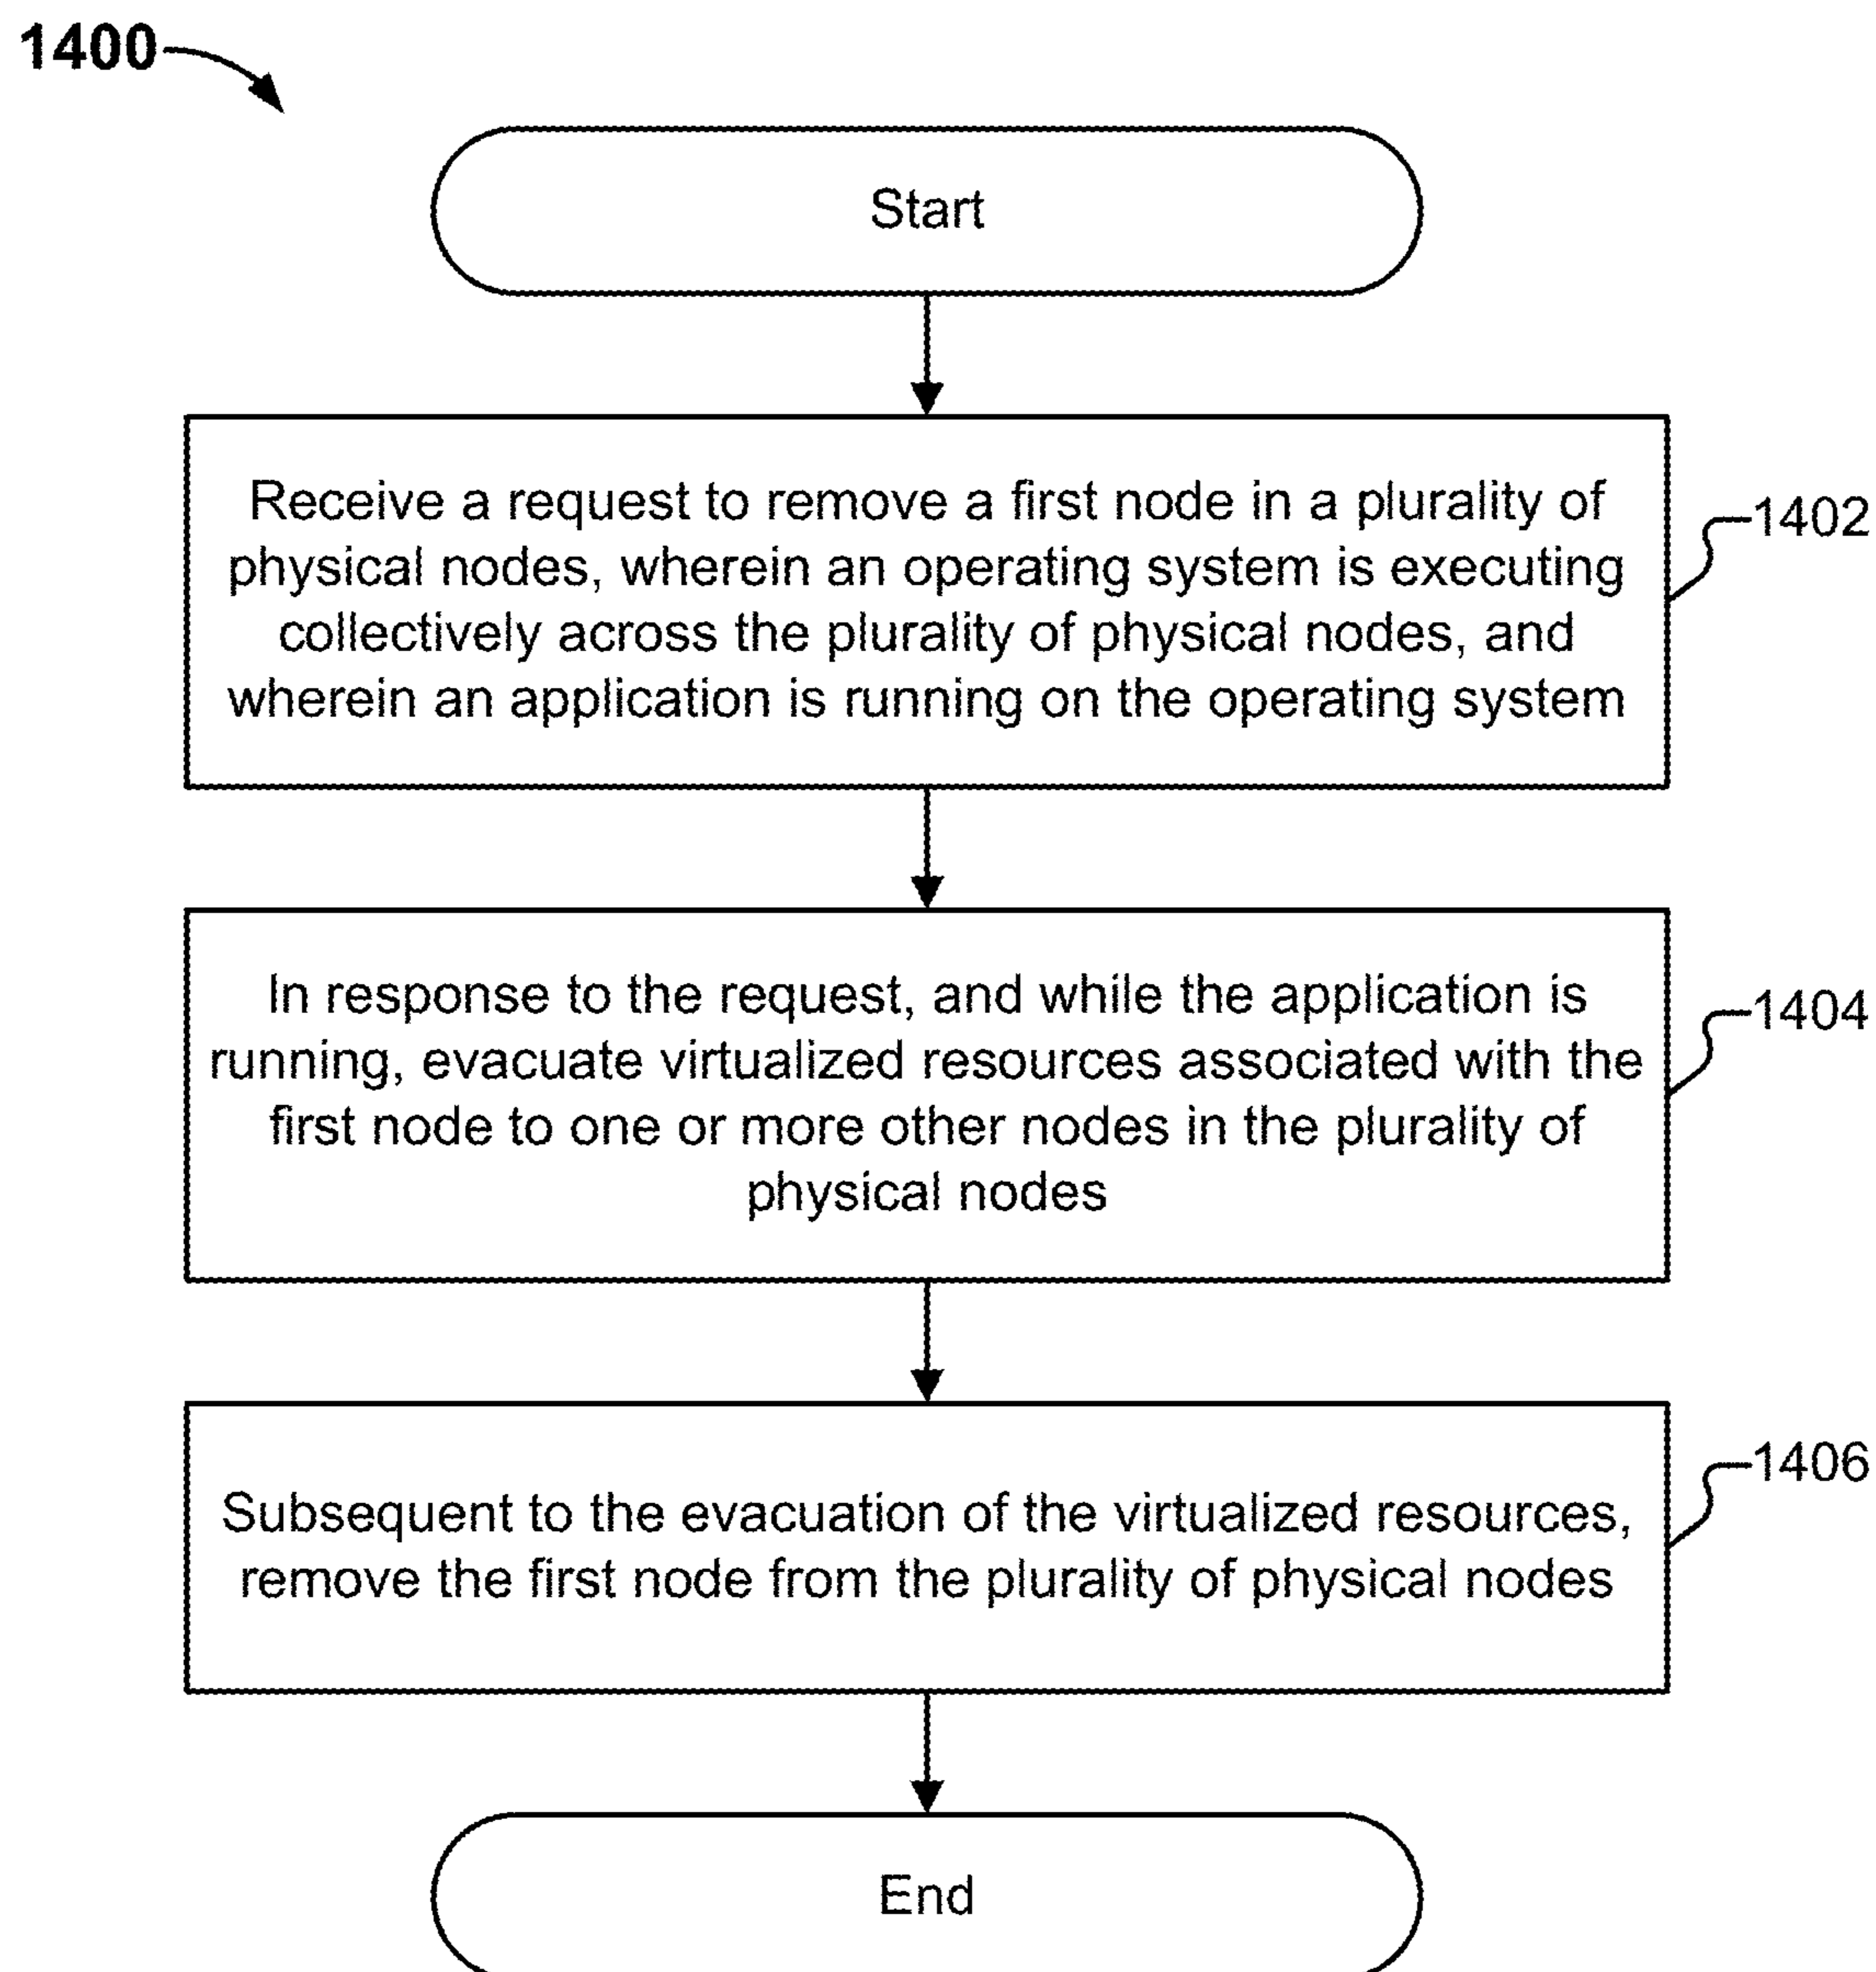 1400
Start
Receive a request to remove a first node in a plurality of
physical nodes, wherein an operating system is executing
collectively across the plurality of physical nodes, and
wherein an application is running on the operating system
1402
In response to the request, and while the application is
running, evacuate virtualized resources associated with the
first node to one or more other nodes in the plurality of
physical nodes
1404
Subsequent to the evacuation of the virtualized resources,
remove the first node from the plurality of physical nodes
1406
End